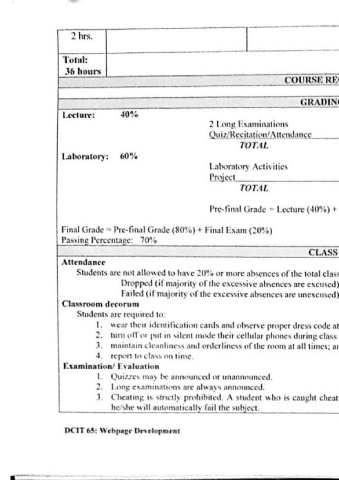 2 hrs.
Total:
36 hours
COURSE RE
GRADIN
Lecture: 40%
2 Long Examinations
Quiz/Recitation/Attendance
TOTAL
Laboratory: 60%
Laboratory Activities
Project
TOTAL
Pre-final Grade = Lecture (40%) +
Final Grade = Pre-final Grade (80%) + Final Exam (20%)
Passing Percentage: 70%
CLASS
Attendance
Students are not allowed to have 20% or more absences of the total class
Dropped (if majority of the excessive absences are excused)
Failed (if majority of the excessive absences are unexcused)
Classroom decorum
Students are required to:
1. wear their identification cards and observe proper dress code at
2. turn off or put in silent mode their cellular phones during class
3. maintain cleanliness and orderliness of the room at all times; an
4. report to class on time.
Examination/ Evaluation
1. Quizzes may be announced or unannounced.
2. Long examinations are always announced.
3. Cheating is strictly prohibited. A student who is caught cheat
he/she will automatically fail the subject.
DCIT 65: Webpage Development